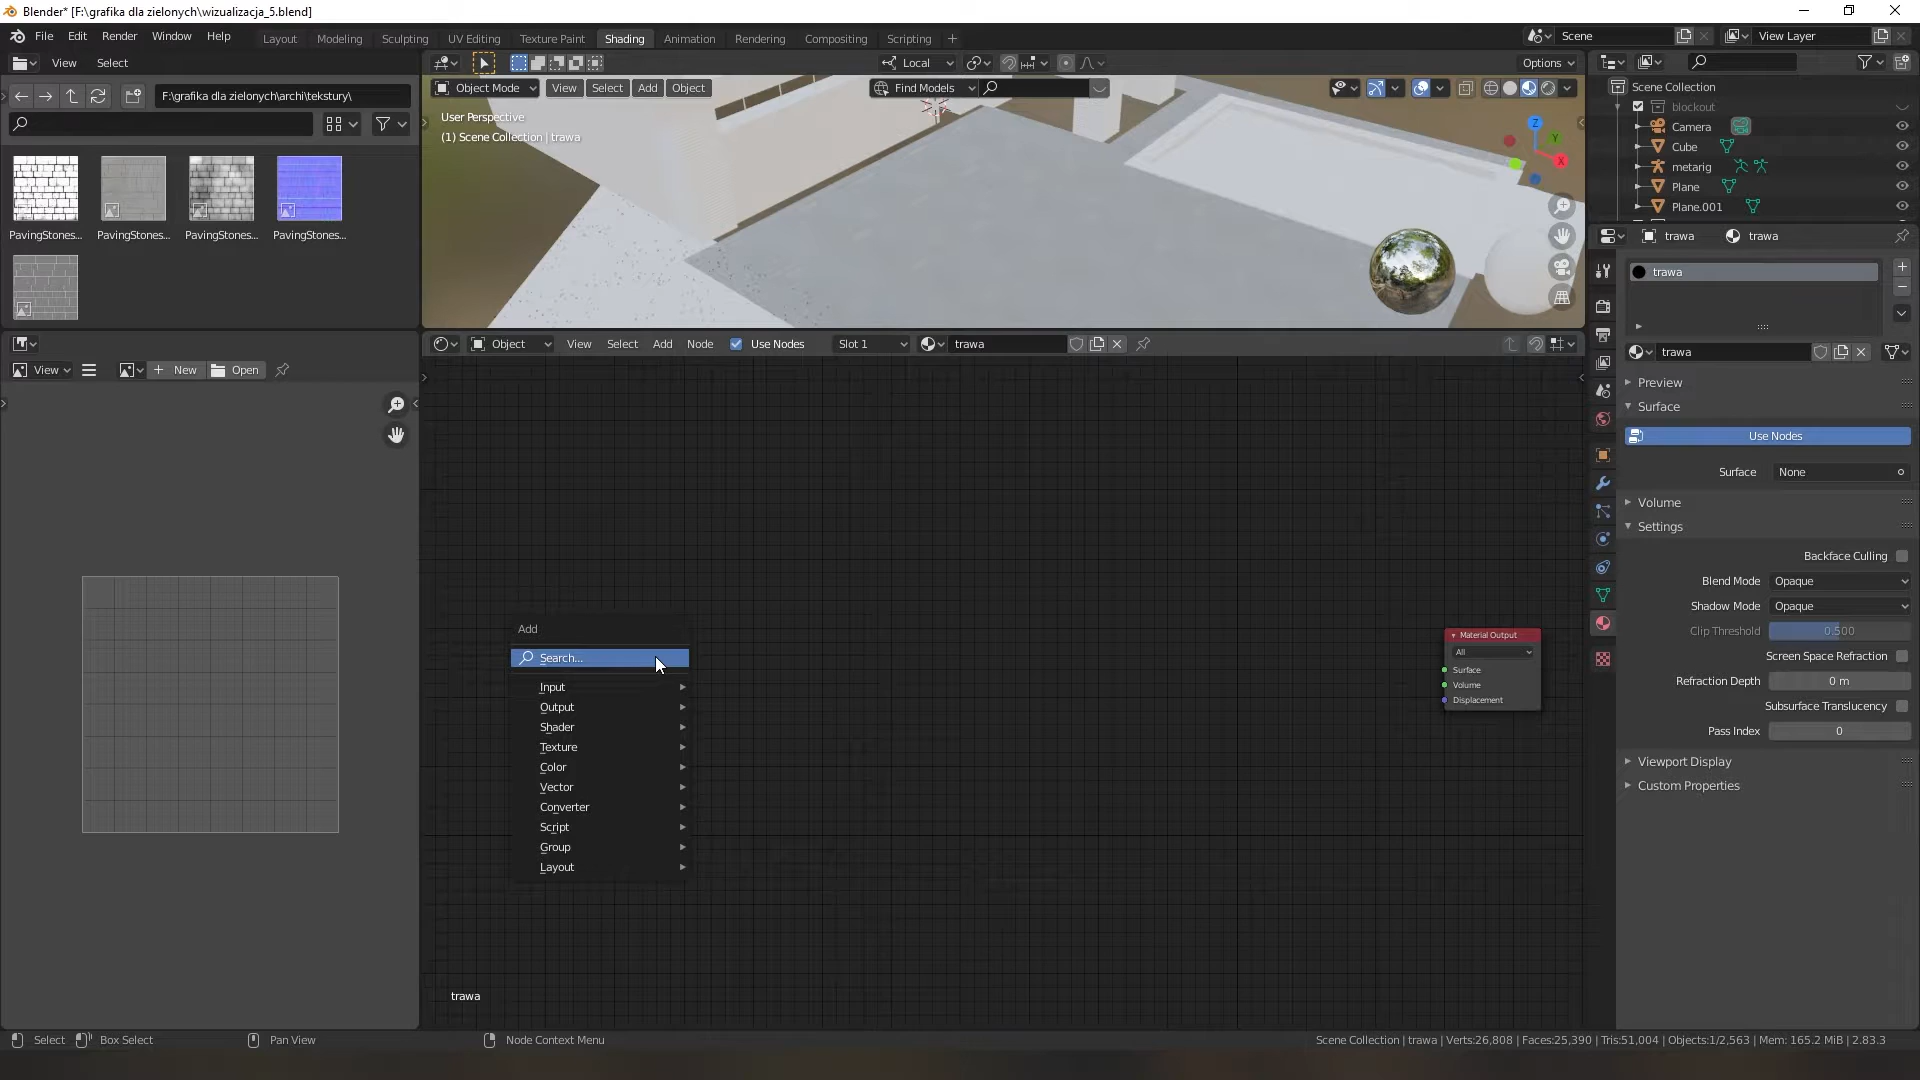 Blender* [F:\grafika dla zielonych\wizualizacja_5.blend]
File Edit Render Window Help
Layout Modeling Sculpting UV Editing Texture Paint Shading Animation Rendering Compositing Scripting
Scene
View Layer
View Select
Local
Options
F:\grafika dla zielonych\archi\tekstury\
Object Mode View Select Add Object
Find Models
User Perspective
(1) Scene Collection | trawa
Z
Y
X
PavingStones...
PavingStones...
PavingStones...
PavingStones...
Scene Collection
blockout
Camera
Cube
metarig
Plane
Plane.001
trawa
trawa
trawa
trawa
Preview
Surface
Use Nodes
Surface None
Volume
Settings
Backface Culling
Blend Mode Opaque
Shadow Mode Opaque
Clip Threshold 0.500
Screen Space Refraction
Refraction Depth 0 m
Subsurface Translucency
Pass Index 0
Viewport Display
Custom Properties
View
New
Open
Object View Select Add Node Use Nodes Slot 1 trawa
Add
Search...
Input
Output
Shader
Texture
Color
Vector
Converter
Script
Group
Layout
Material Output
All
Surface
Volume
Displacement
trawa
Select
Box Select
Pan View
Node Context Menu
Scene Collection | trawa | Verts:26,808 | Faces:25,390 | Tris:51,004 | Objects:1/2,563 | Mem: 165.2 MiB | 2.83.3